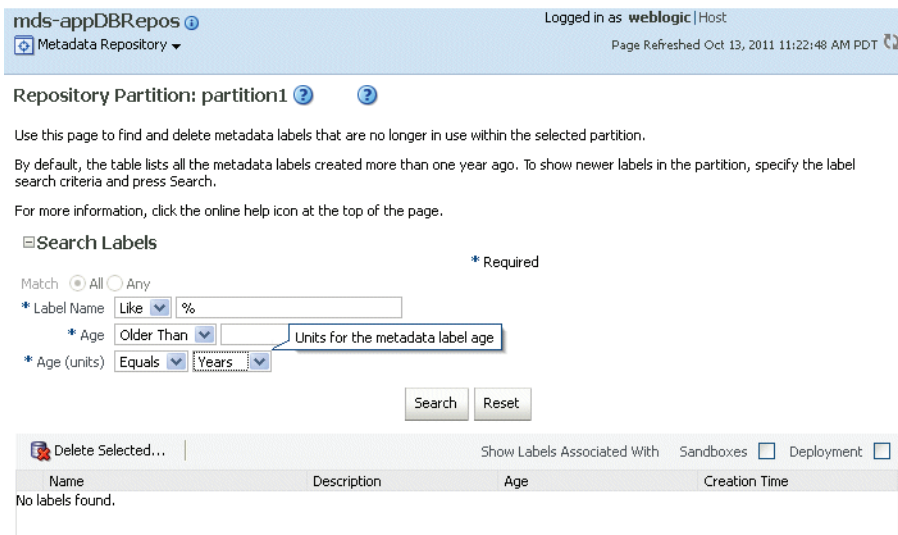 mds-appDBRepos
Logged in as weblogic|Host
Metadata Repository
Page Refreshed Oct 13, 2011 11:22:48 AM PDT
Repository Partition: partition1
Use this page to find and delete metadata labels that are no longer in use within the selected partition.
By default, the table lists all the metadata labels created more than one year ago. To show newer labels in the partition, specify the label
search criteria and press Search.
For more information, click the online help icon at the top of the page.
Search Labels
* Required
Match All Any
* Label Name Like %
* Age Older Than
Units for the metadata label age
* Age (units) Equals Years
Search Reset
Delete Selected... Show Labels Associated With Sandboxes Deployment
Name Description Age Creation Time
No labels found.